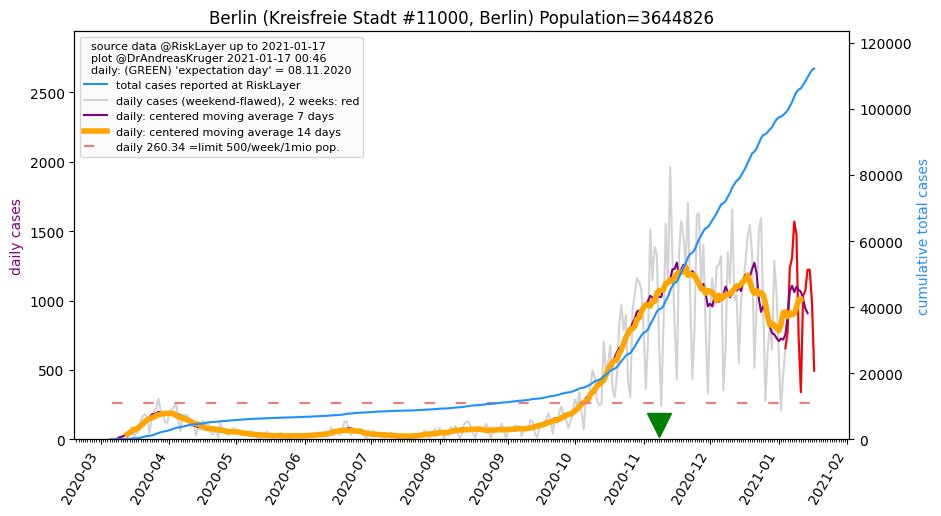 Berlin (Kreisfreie Stadt #11000, Berlin) Population=3644826
source data @RiskLayer up to 2021-01-17
plot @DrAndreasKruger 2021-01-17 00:46
daily: (GREEN) 'expectation day' = 08.11.2020
total cases reported at RiskLayer
daily cases (weekend-flawed), 2 weeks: red
daily: centered moving average 7 days
daily: centered moving average 14 days
daily 260.34 =limit 500/week/1mio pop.
daily cases
2500
2000
1500
1000
500
0
cumulative total cases
120000
100000
80000
60000
40000
20000
0
2020-03
2020-04
2020-05
2020-06
2020-07
2020-08
2020-09
2020-10
2020-11
2020-12
2021-01
2021-02